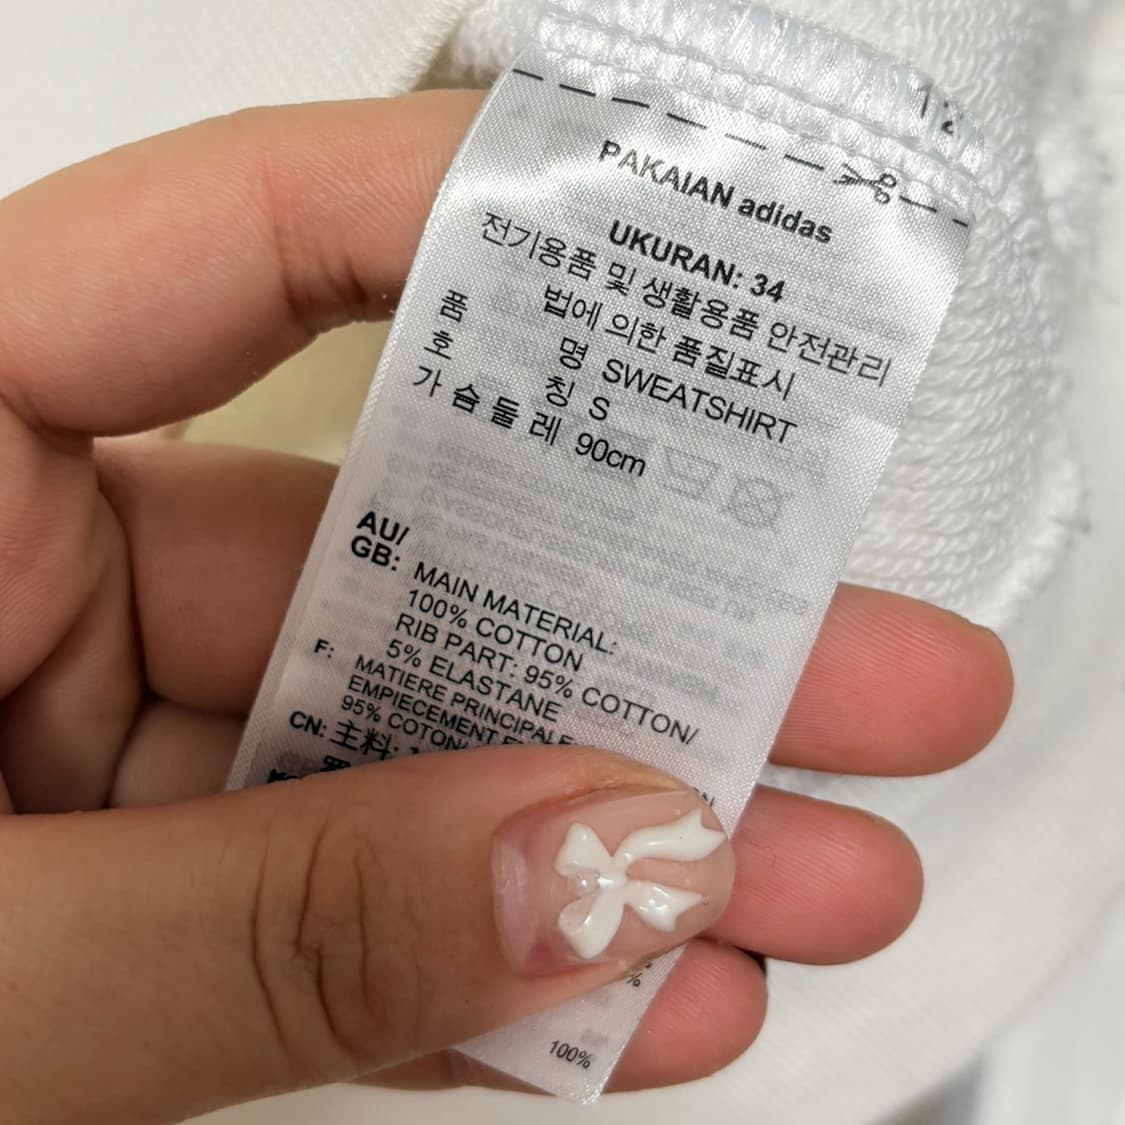 12
PAKAIAN adidas
UKURAN: 34
전기용품 및 생활용품 안전관리
법에 의한 품질표시
품 명 SWEATSHIRT
호 칭 S
가슴둘레 90cm
AU/
GB: MAIN MATERIAL:
100% COTTON
RIB PART: 95% COTTON/
5% ELASTANE
F: MATIERE PRINCIPALE
EMPIECEMENT
95% COTON/
CN: 主料:
100%